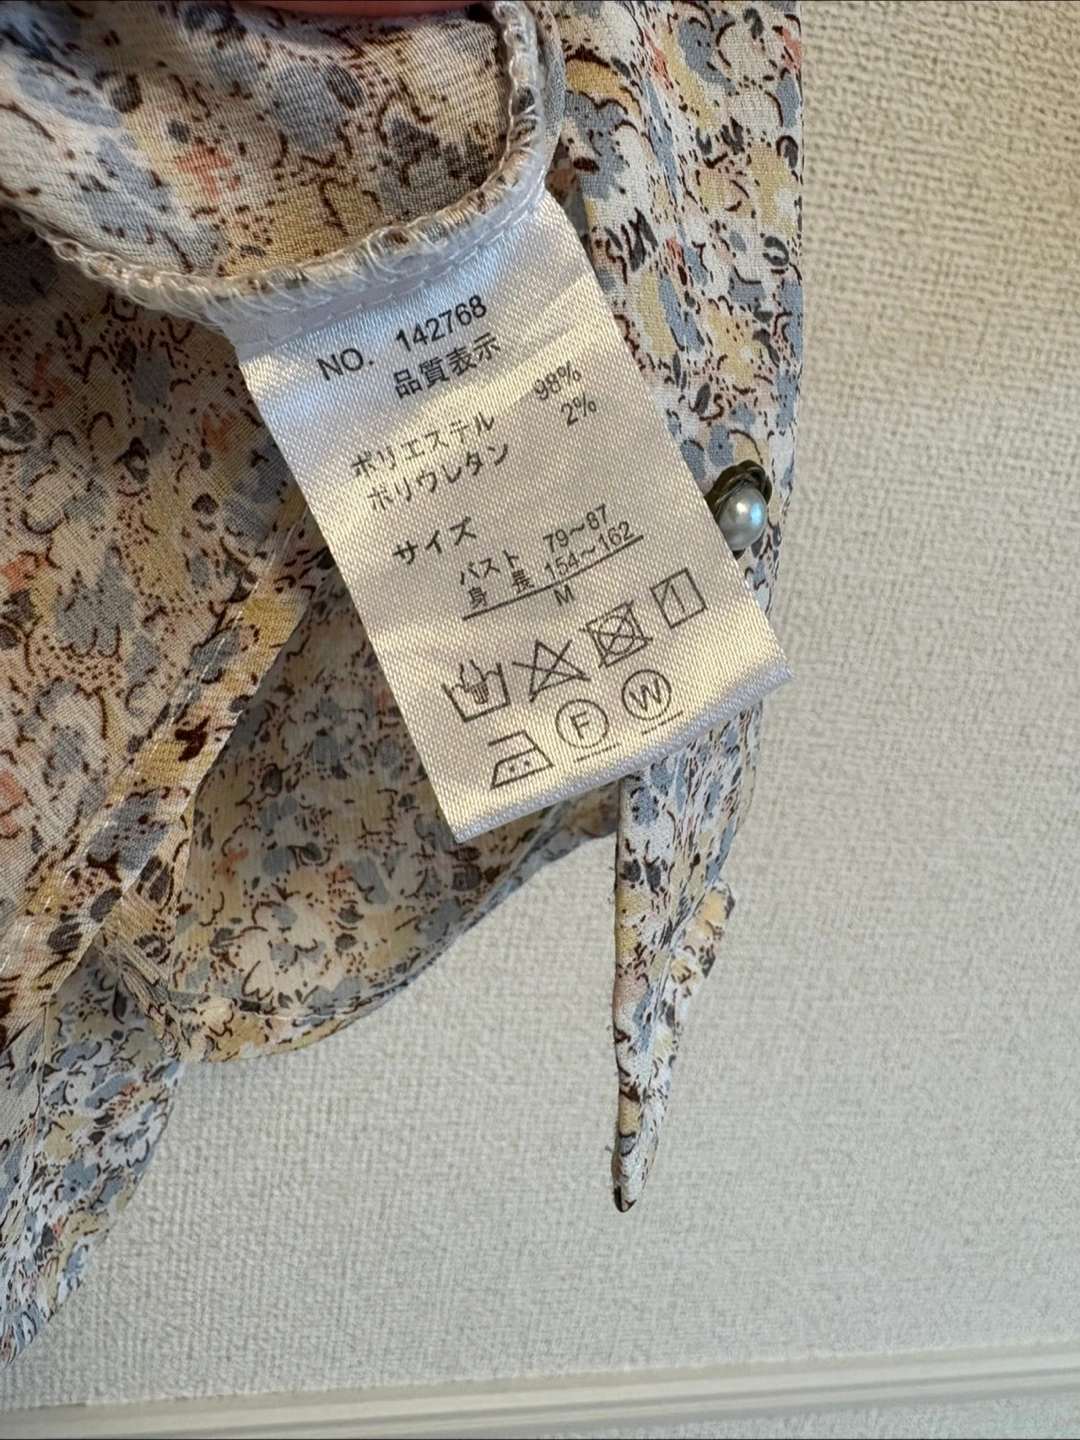 NO. 142768
品質表示
ポリエステル 98%
ポリウレタン 2%
サイズ
バスト 79〜87
身 長 154〜162
M
F W